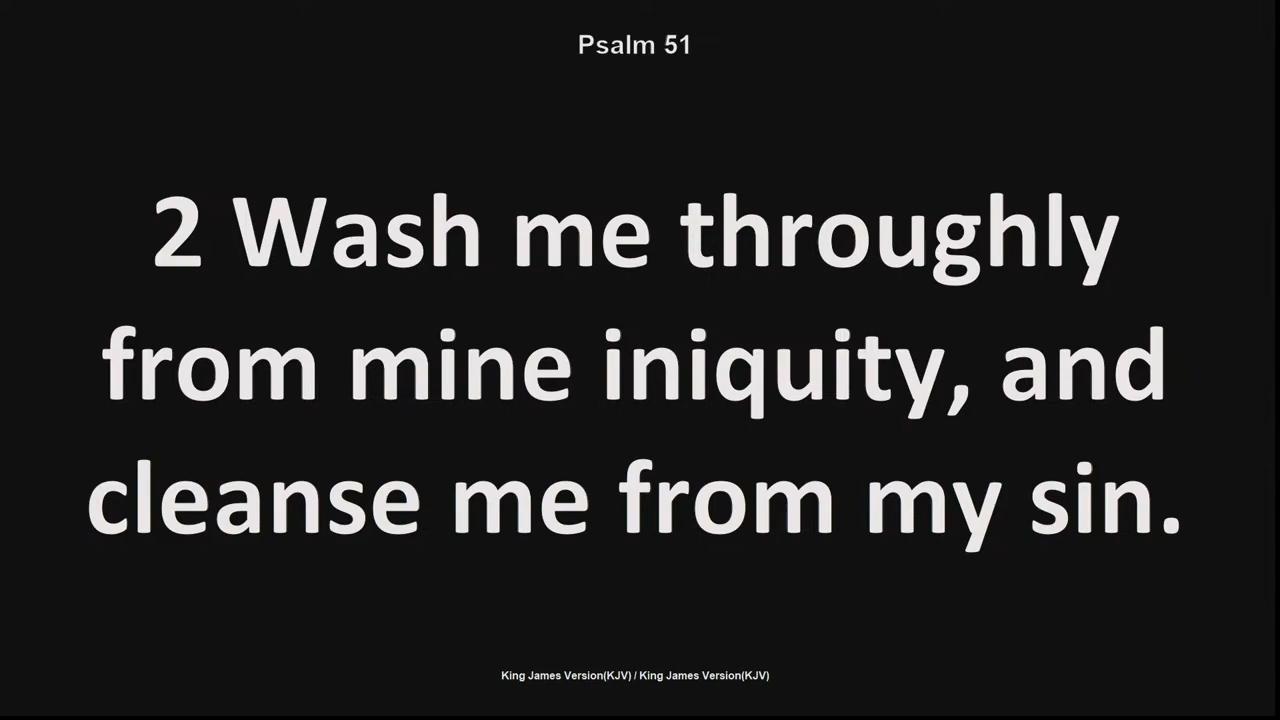 Psalm 51
2 Wash me throughly
from mine iniquity, and
cleanse me from my sin.
King James Version(KJV) / King James Version(KJV)